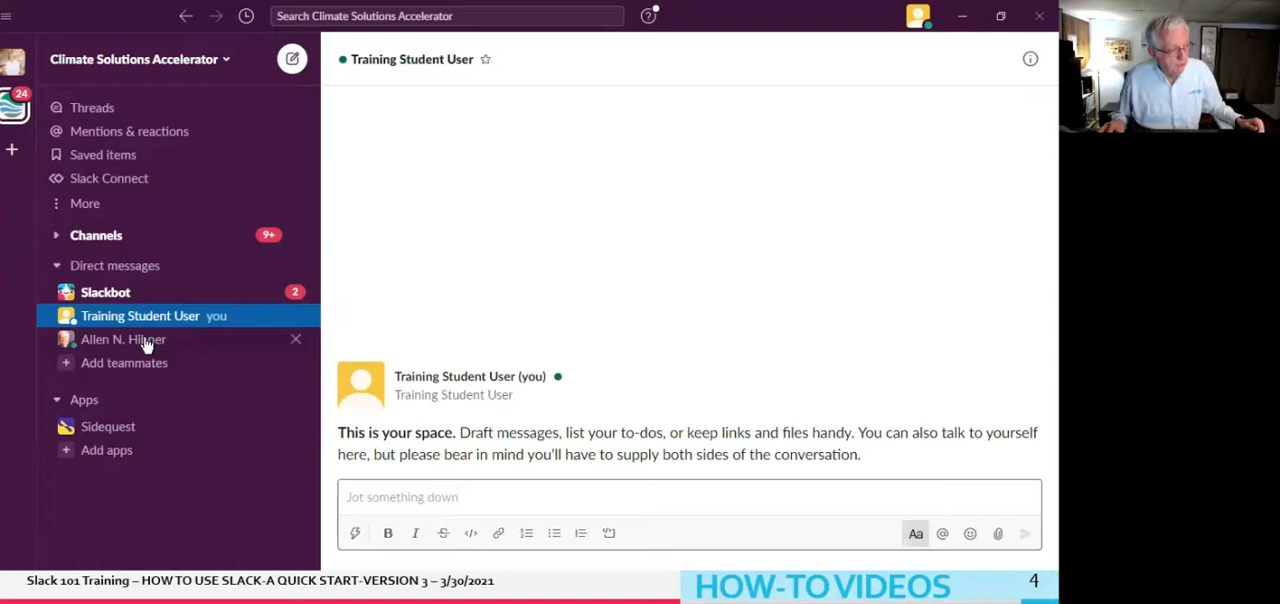 Search Climate Solutions Accelerator
24
Climate Solutions Accelerator
Threads
Mentions & reactions
Saved items
Slack Connect
More
Channels
9+
Direct messages
Slackbot
2
Training Student User you
Allen N.
Add teammates
Apps
Sidequest
Add apps
Training Student User
Training Student User (you)
Training Student User
This is your space. Draft messages, list your to-dos, or keep links and files handy. You can also talk to yourself
here, but please bear in mind you'll have to supply both sides of the conversation.
Jot something down
B I S
Aa
Slack 101 Training – HOW TO USE SLACK-A QUICK START-VERSION 3 – 3/30/2021
HOW-TO VIDEOS
4